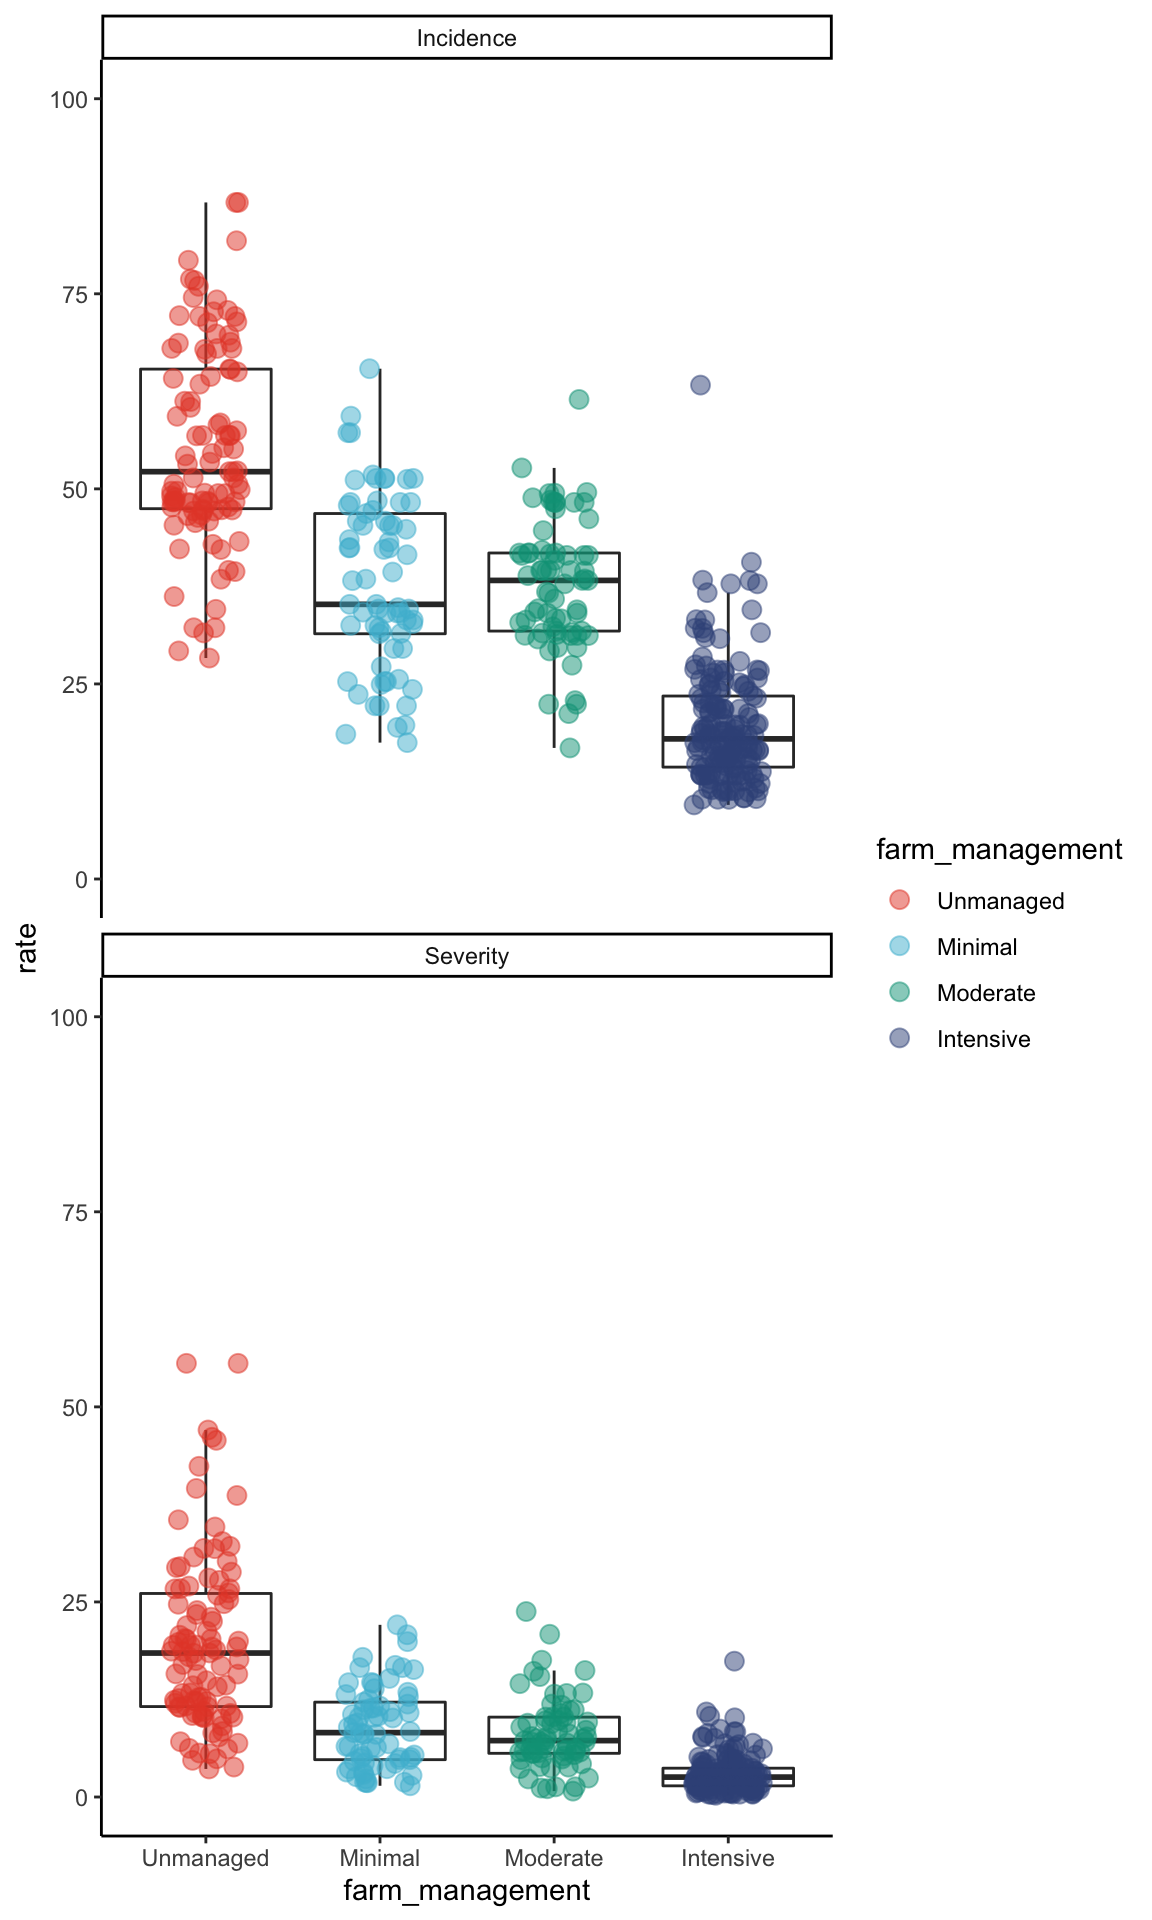 Incidence
100
75
50
25
0
rate
Severity
100
75
50
25
0
Unmanaged Minimal Moderate Intensive
farm_management
farm_management
Unmanaged
Minimal
Moderate
Intensive